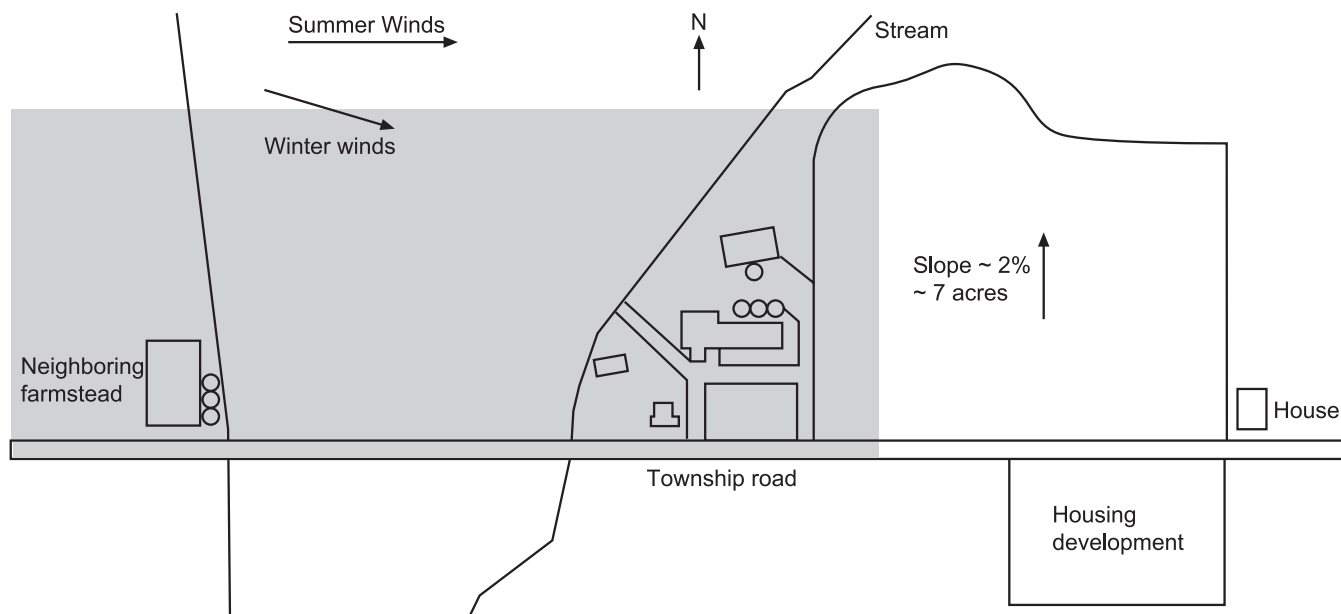 Summer Winds
N
Stream
Winter winds
Slope ~ 2%
~ 7 acres
Neighboring
farmstead
House
Township road
Housing
development